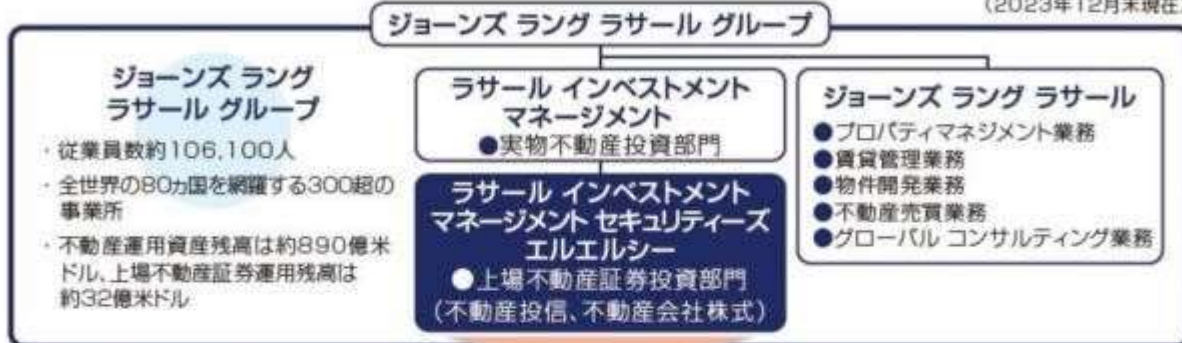 (2023年12月末現在)
ジョーンズ ラング ラサール グループ
ジョーンズ ラング
ラサール グループ
・従業員数約106,100人
・全世界の80ヵ国を網羅する300超の
事業所
・不動産運用資産残高は約890億米
ドル、上場不動産証券運用残高は
約32億米ドル
ラサール インベストメント
マネージメント
●実物不動産投資部門
ラサール インベストメント
マネージメント セキュリティーズ
エルエルシー
●上場不動産証券投資部門
(不動産投信、不動産会社株式)
ジョーンズ ラング ラサール
●プロパティマネジメント業務
●賃貸管理業務
●物件開発業務
●不動産売買業務
●グローバル コンサルティング業務